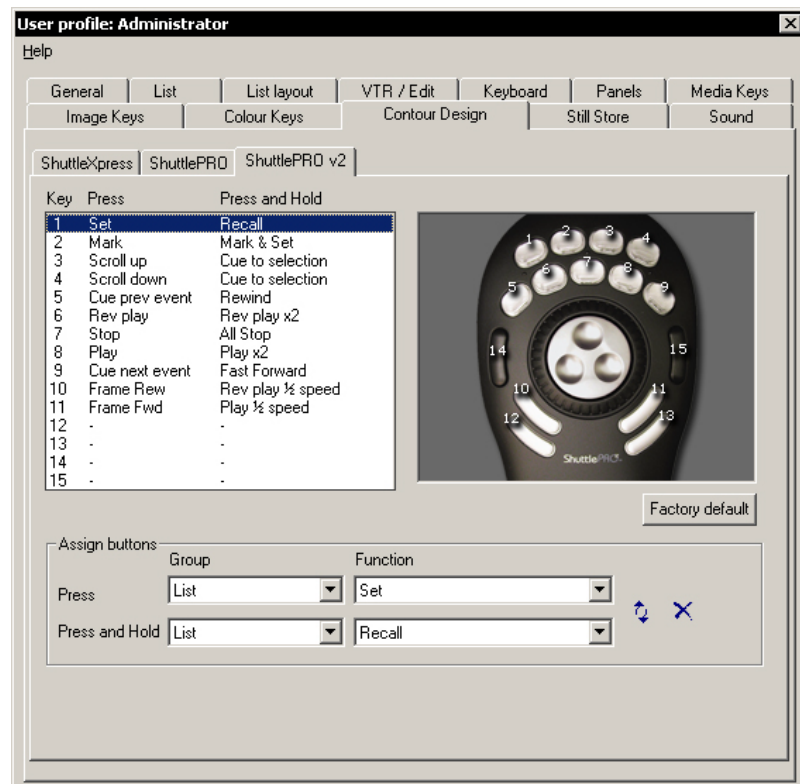 User profile: Administrator
Help
General List List layout VTR / Edit Keyboard Panels Media Keys
Image Keys Colour Keys Contour Design Still Store Sound
ShuttleXpress ShuttlePRO ShuttlePRO v2
Key Press Press and Hold
1 Set Recall
2 Mark Mark & Set
3 Scroll up Cue to selection
4 Scroll down Cue to selection
5 Cue prev event Rewind
6 Rev play Rev play x2
7 Stop All Stop
8 Play Play x2
9 Cue next event Fast Forward
10 Frame Rew Rev play ½ speed
11 Frame Fwd Play ½ speed
12 - -
13 - -
14 - -
15 - -
1 2 3 4
5 6 7 8 9
14 15
10 11
12 13
ShuttlePRO
Factory default
Assign buttons
Group Function
Press List Set
Press and Hold List Recall